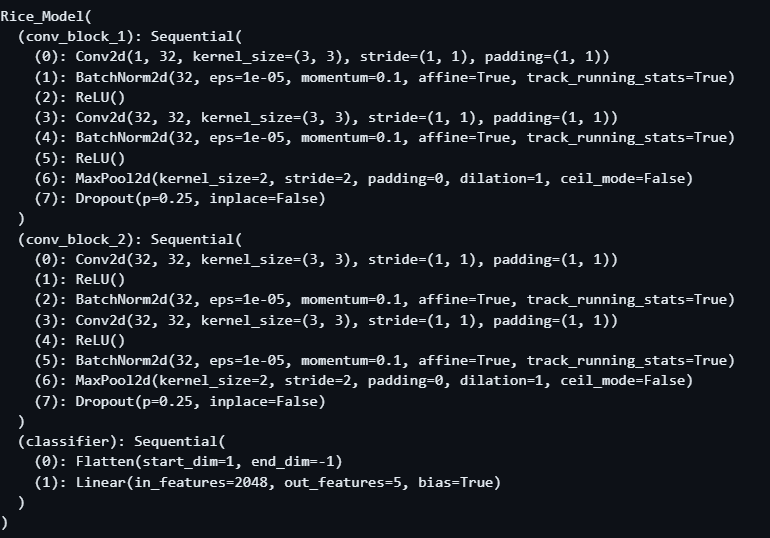 Rice_Model(
  (conv_block_1): Sequential(
    (0): Conv2d(1, 32, kernel_size=(3, 3), stride=(1, 1), padding=(1, 1))
    (1): BatchNorm2d(32, eps=1e-05, momentum=0.1, affine=True, track_running_stats=True)
    (2): ReLU()
    (3): Conv2d(32, 32, kernel_size=(3, 3), stride=(1, 1), padding=(1, 1))
    (4): BatchNorm2d(32, eps=1e-05, momentum=0.1, affine=True, track_running_stats=True)
    (5): ReLU()
    (6): MaxPool2d(kernel_size=2, stride=2, padding=0, dilation=1, ceil_mode=False)
    (7): Dropout(p=0.25, inplace=False)
  )
  (conv_block_2): Sequential(
    (0): Conv2d(32, 32, kernel_size=(3, 3), stride=(1, 1), padding=(1, 1))
    (1): ReLU()
    (2): BatchNorm2d(32, eps=1e-05, momentum=0.1, affine=True, track_running_stats=True)
    (3): Conv2d(32, 32, kernel_size=(3, 3), stride=(1, 1), padding=(1, 1))
    (4): ReLU()
    (5): BatchNorm2d(32, eps=1e-05, momentum=0.1, affine=True, track_running_stats=True)
    (6): MaxPool2d(kernel_size=2, stride=2, padding=0, dilation=1, ceil_mode=False)
    (7): Dropout(p=0.25, inplace=False)
  )
  (classifier): Sequential(
    (0): Flatten(start_dim=1, end_dim=-1)
    (1): Linear(in_features=2048, out_features=5, bias=True)
  )
)